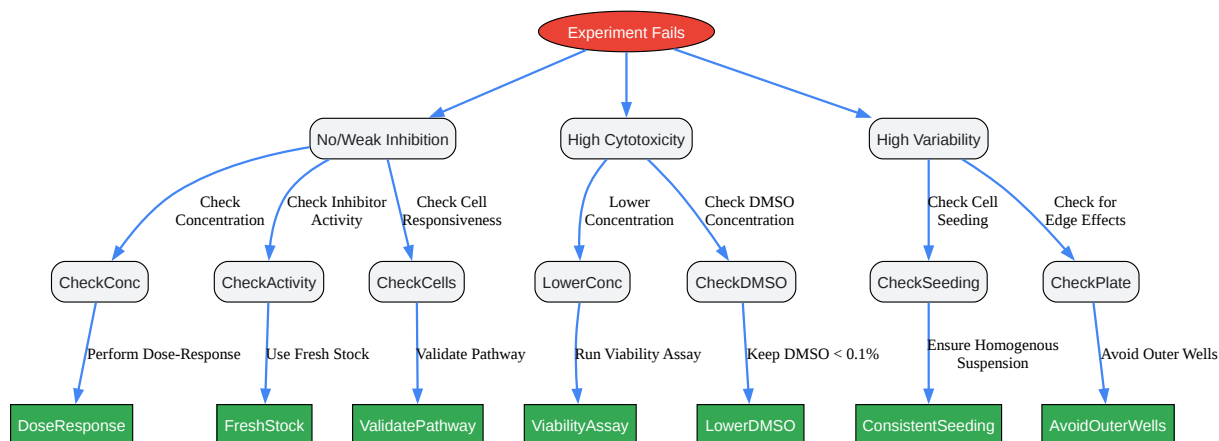 Experiment Fails
No/Weak Inhibition
High Cytotoxicity
High Variability
Check
Concentration
Check Inhibitor
Activity
Check Cell
Responsiveness
Lower
Concentration
Check DMSO
Concentration
Check Cell
Seeding
Check for
Edge Effects
CheckConc
CheckActivity
CheckCells
LowerConc
CheckDMSO
CheckSeeding
CheckPlate
Perform Dose-Response
Use Fresh Stock
Validate Pathway
Run Viability Assay
Keep DMSO < 0.1%
Ensure Homogenous
Suspension
Avoid Outer Wells
DoseResponse
FreshStock
ValidatePathway
ViabilityAssay
LowerDMSO
ConsistentSeeding
AvoidOuterWells